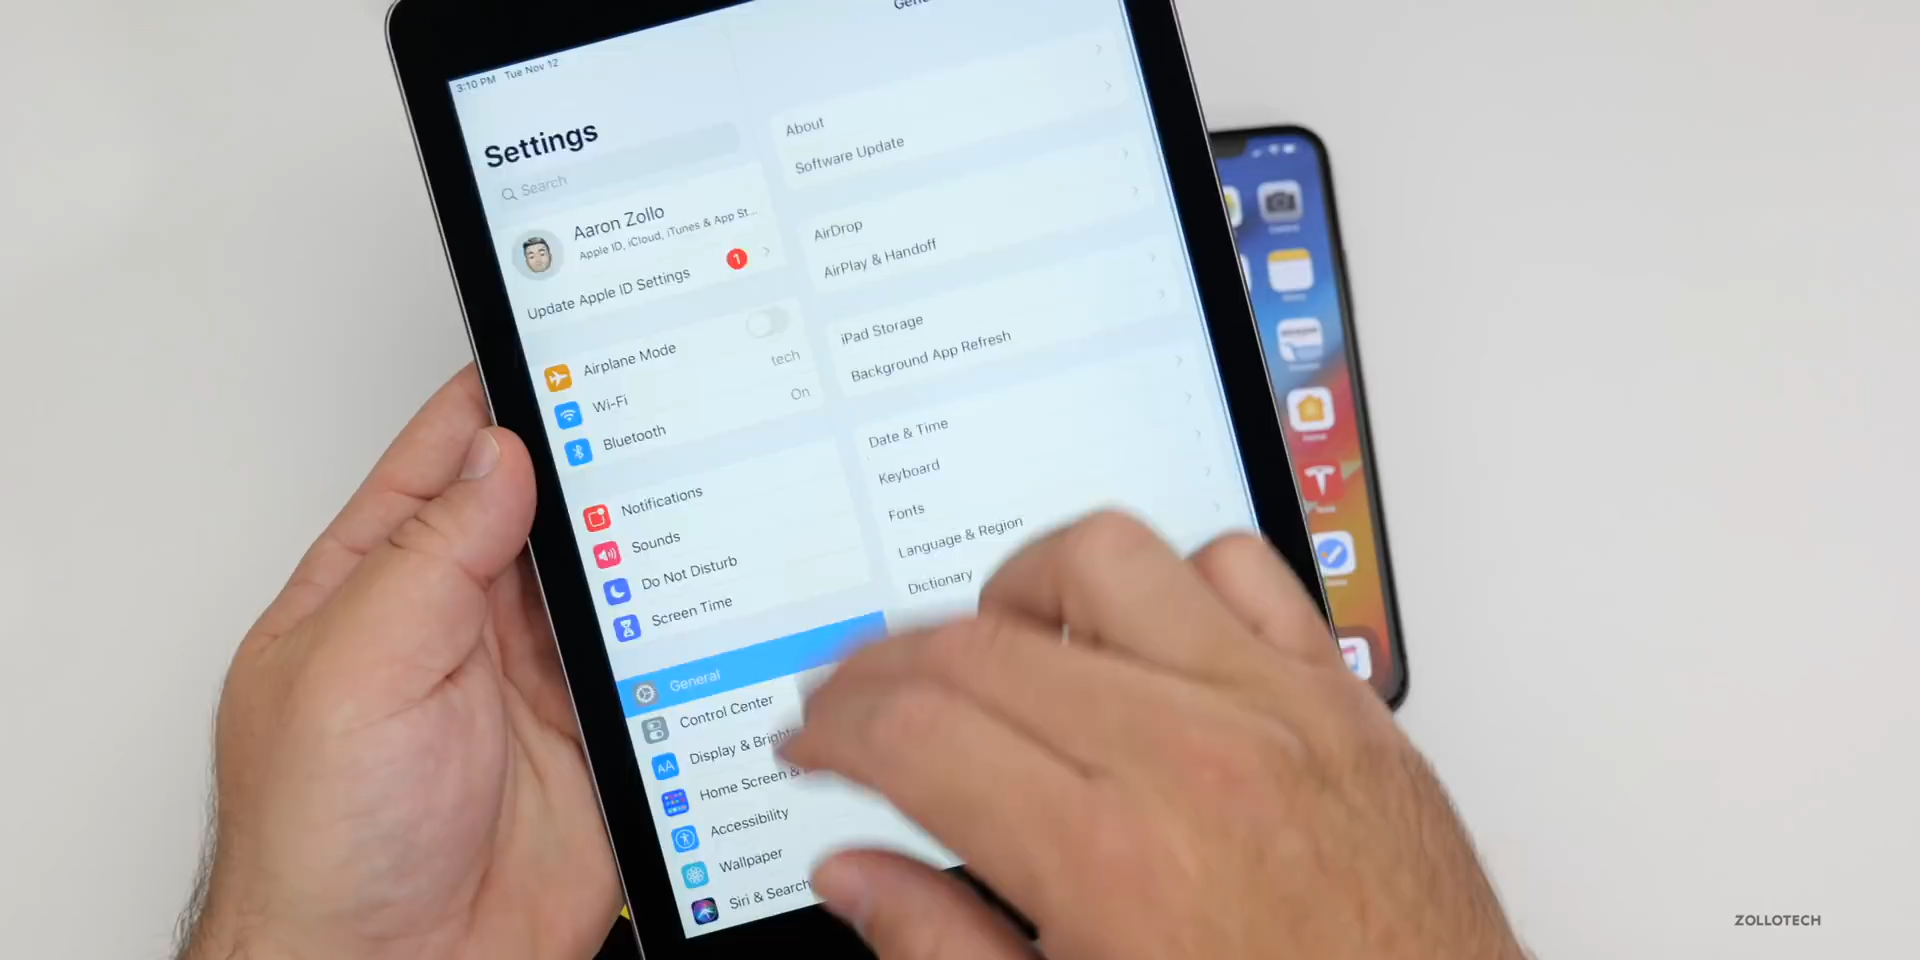 3:10 PM Tue Nov 12
Settings
Search
Aaron Zollo
Apple ID, iCloud, iTunes & App St...
Update Apple ID Settings
1
Airplane Mode
Wi-Fi
tech
Bluetooth
On
Notifications
Sounds
Do Not Disturb
Screen Time
General
Control Center
AA
Display & Brightn
Home Screen &
Accessibility
Wallpaper
Siri & Search
About
Software Update
AirDrop
AirPlay & Handoff
iPad Storage
Background App Refresh
Date & Time
Keyboard
Fonts
Language & Region
Dictionary
ZOLLOTECH